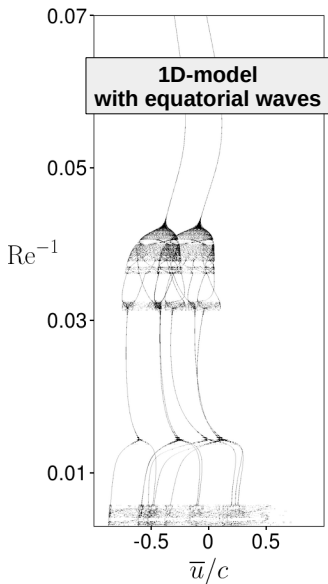 0.07
1D-model
with equatorial waves
0.05
Re⁻¹
0.03
0.01
-0.5 0 0.5
u̅/c